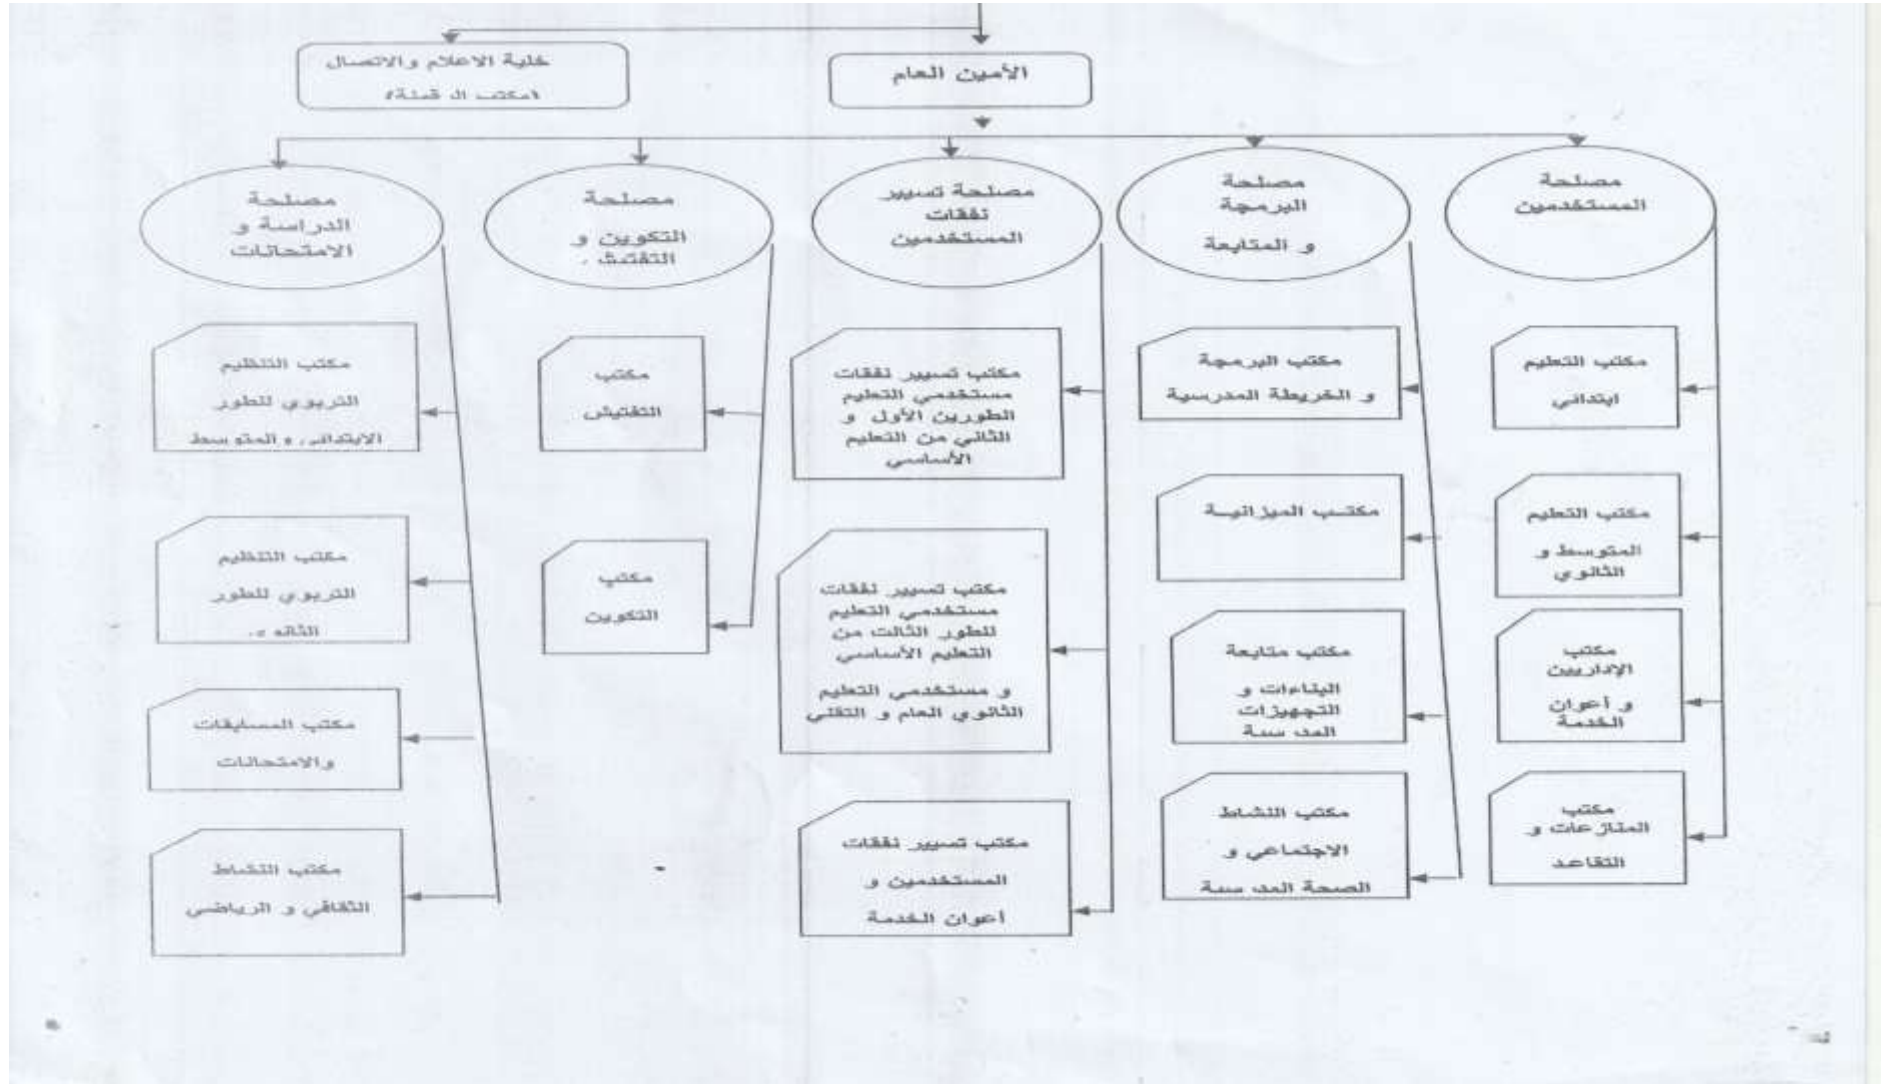 خلية الاعلام والاتصال
الأمين العام
مصلحة
المستخدمين
مصلحة
البرمجة
و المتابعة
مصلحة تسيير
نفقات
المستخدمين
مصلحة
التكوين و
التفتيش .
مصلحة
الدراسة و
الامتحانات
مكتب التعليم
ابتدائي
مكتب التعليم
المتوسط و
الثانوي
مكتب
الإداريين
و أعوان
الخدمة
مكتب
المنازعات و
التقاعد
مكتب البرمجة
و الخريطة المدرسية
مكتب الميزانية
مكتب متابعة
البناءات و
التجهيزات
مكتب النشاط
الاجتماعي و
الصحة
مكتب تسيير نفقات
مستخدمي التعليم
الطورين الأول و
الثاني من التعليم
الأساسي
مكتب تسيير نفقات
مستخدمي التعليم
للطور الثالث من
التعليم الأساسي
و مستخدمي التعليم
الثانوي العام و التقني
مكتب تسيير نفقات
المستخدمين و
أعوان الخدمة
مكتب
التفتيش
مكتب
التكوين
مكتب التنظيم
التربوي للطور
الابتدائي والمتوسط
مكتب التنظيم
التربوي للطور
مكتب المسابقات
والامتحانات
مكتب النشاط
الثقافي و الرياضي